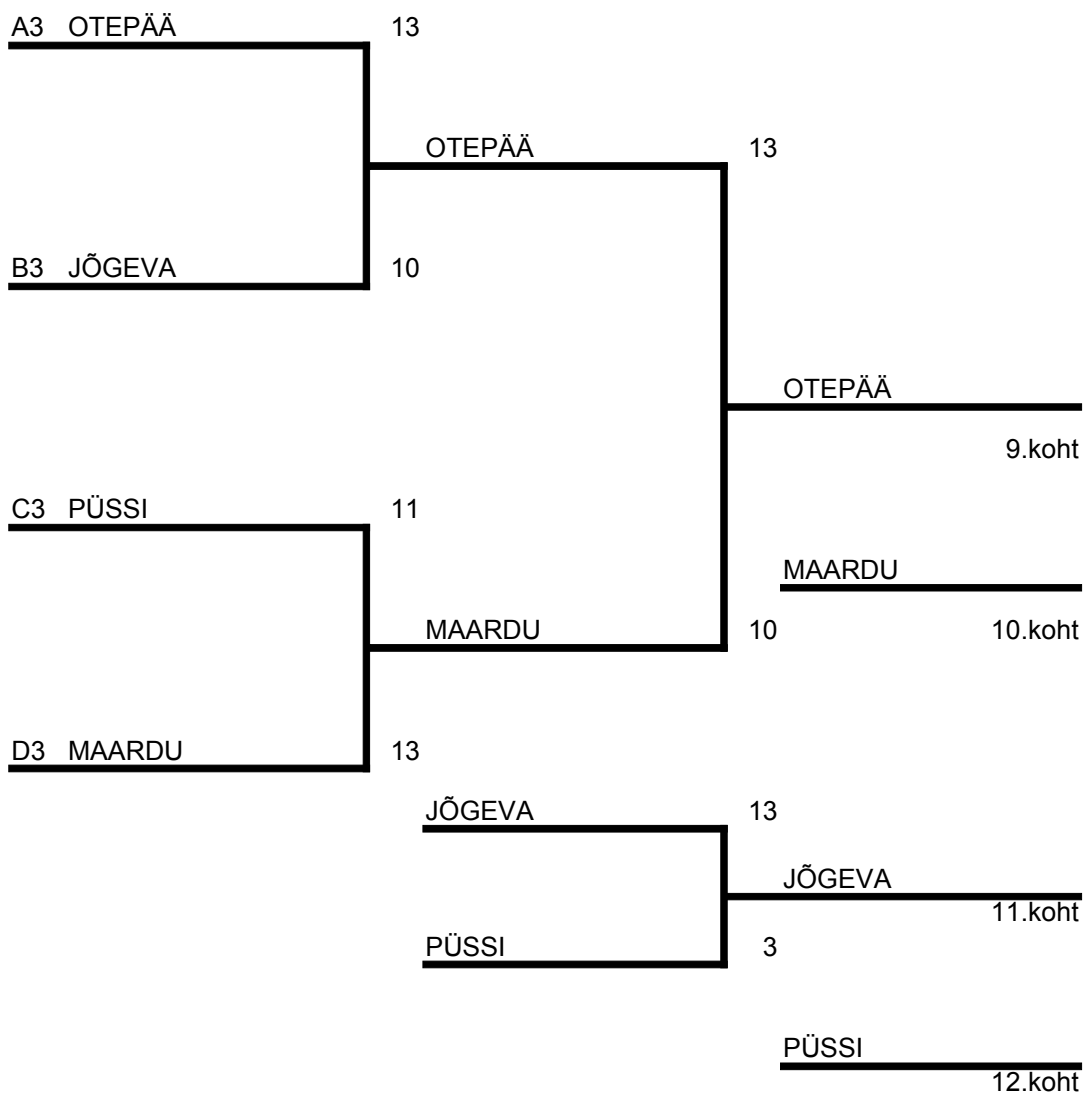 A3 OTEPÄÄ 13
OTEPÄÄ 13
B3 JÕGEVA 10
OTEPÄÄ
9.koht
C3 PÜSSI 11
MAARDU
MAARDU 10 10.koht
D3 MAARDU 13
JÕGEVA 13
JÕGEVA
11.koht
PÜSSI 3
PÜSSI
12.koht